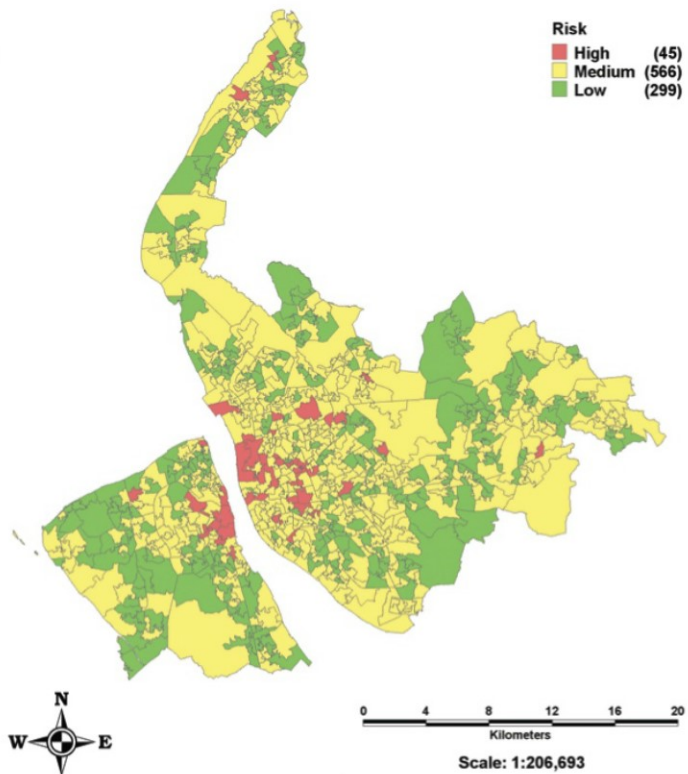 Risk
High (45)
Medium (566)
Low (299)
N
W E
S
0 4 8 12 16 20
Kilometers
Scale: 1:206,693